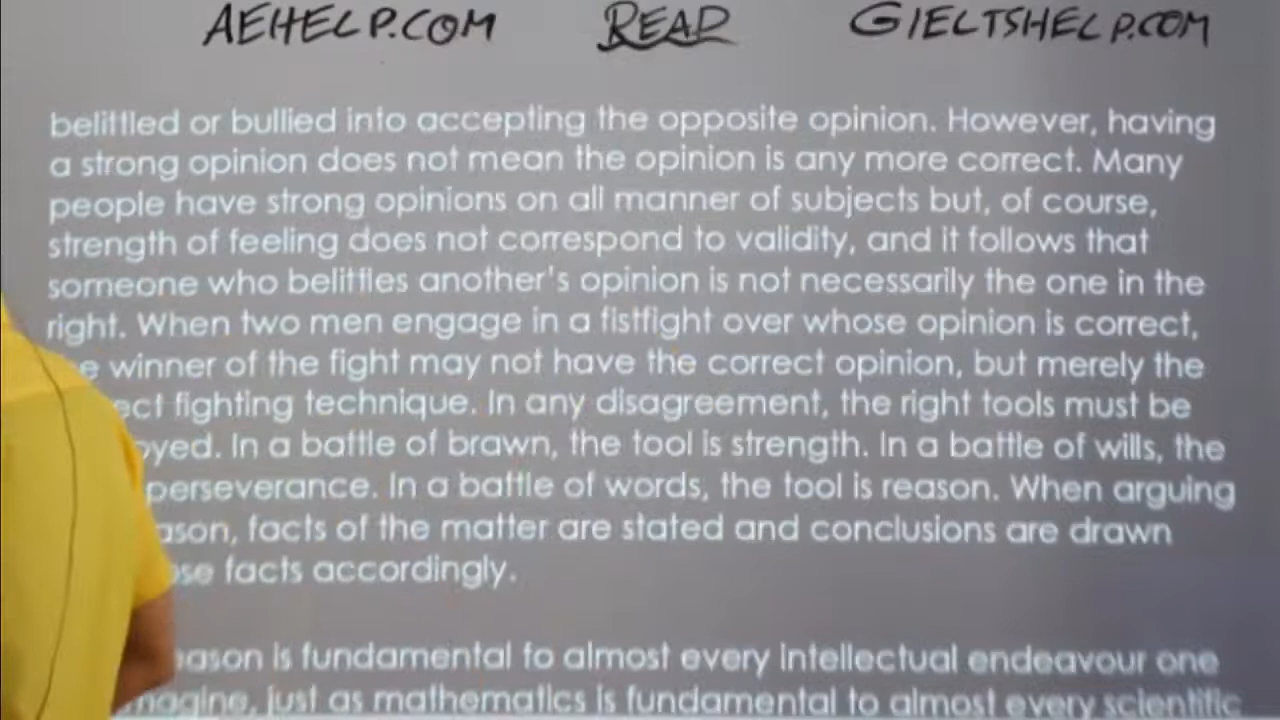 AEHELP.COM READ GIELTSHELP.COM
belittled or bullied into accepting the opposite opinion. However, having
a strong opinion does not mean the opinion is any more correct. Many
people have strong opinions on all manner of subjects but, of course,
strength of feeling does not correspond to validity, and it follows that
someone who belittles another's opinion is not necessarily the one in the
right. When two men engage in a fistfight over whose opinion is correct,
winner of the fight may not have the correct opinion, but merely the
fighting technique. In any disagreement, the right tools must be
In a battle of brawn, the tool is strength. In a battle of wills, the
perseverance. In a battle of words, the tool is reason. When arguing
facts of the matter are stated and conclusions are drawn
facts accordingly.
is fundamental to almost every intellectual endeavour one
just as mathematics is fundamental to almost every scientific